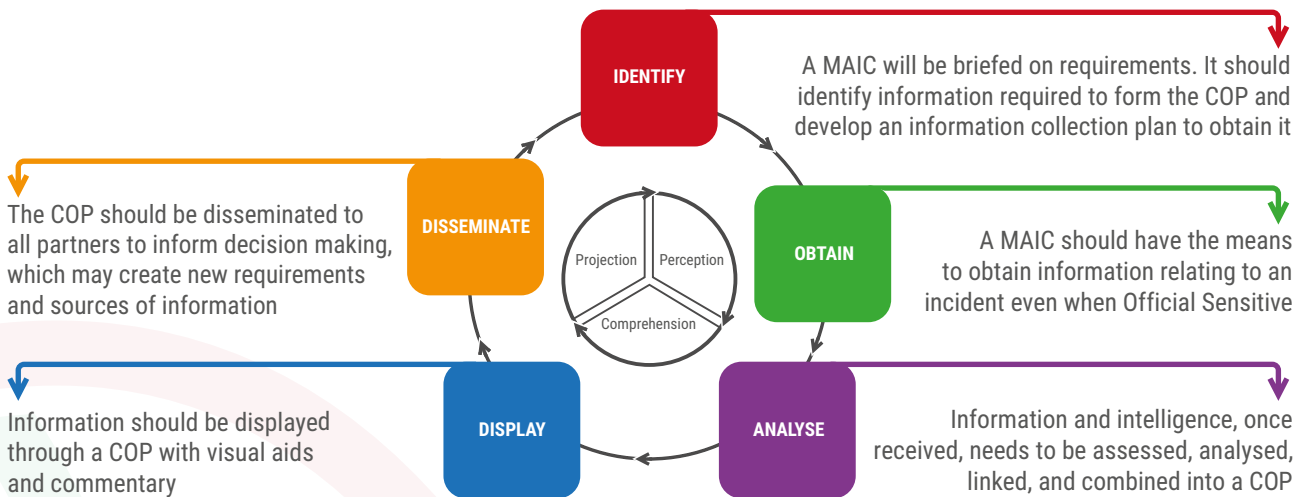 IDENTIFY
A MAIC will be briefed on requirements. It should
identify information required to form the COP and
develop an information collection plan to obtain it
DISSEMINATE
The COP should be disseminated to
all partners to inform decision making,
which may create new requirements
and sources of information
Projection
Perception
Comprehension
OBTAIN
A MAIC should have the means
to obtain information relating to an
incident even when Official Sensitive
DISPLAY
Information should be displayed
through a COP with visual aids
and commentary
ANALYSE
Information and intelligence, once
received, needs to be assessed, analysed,
linked, and combined into a COP